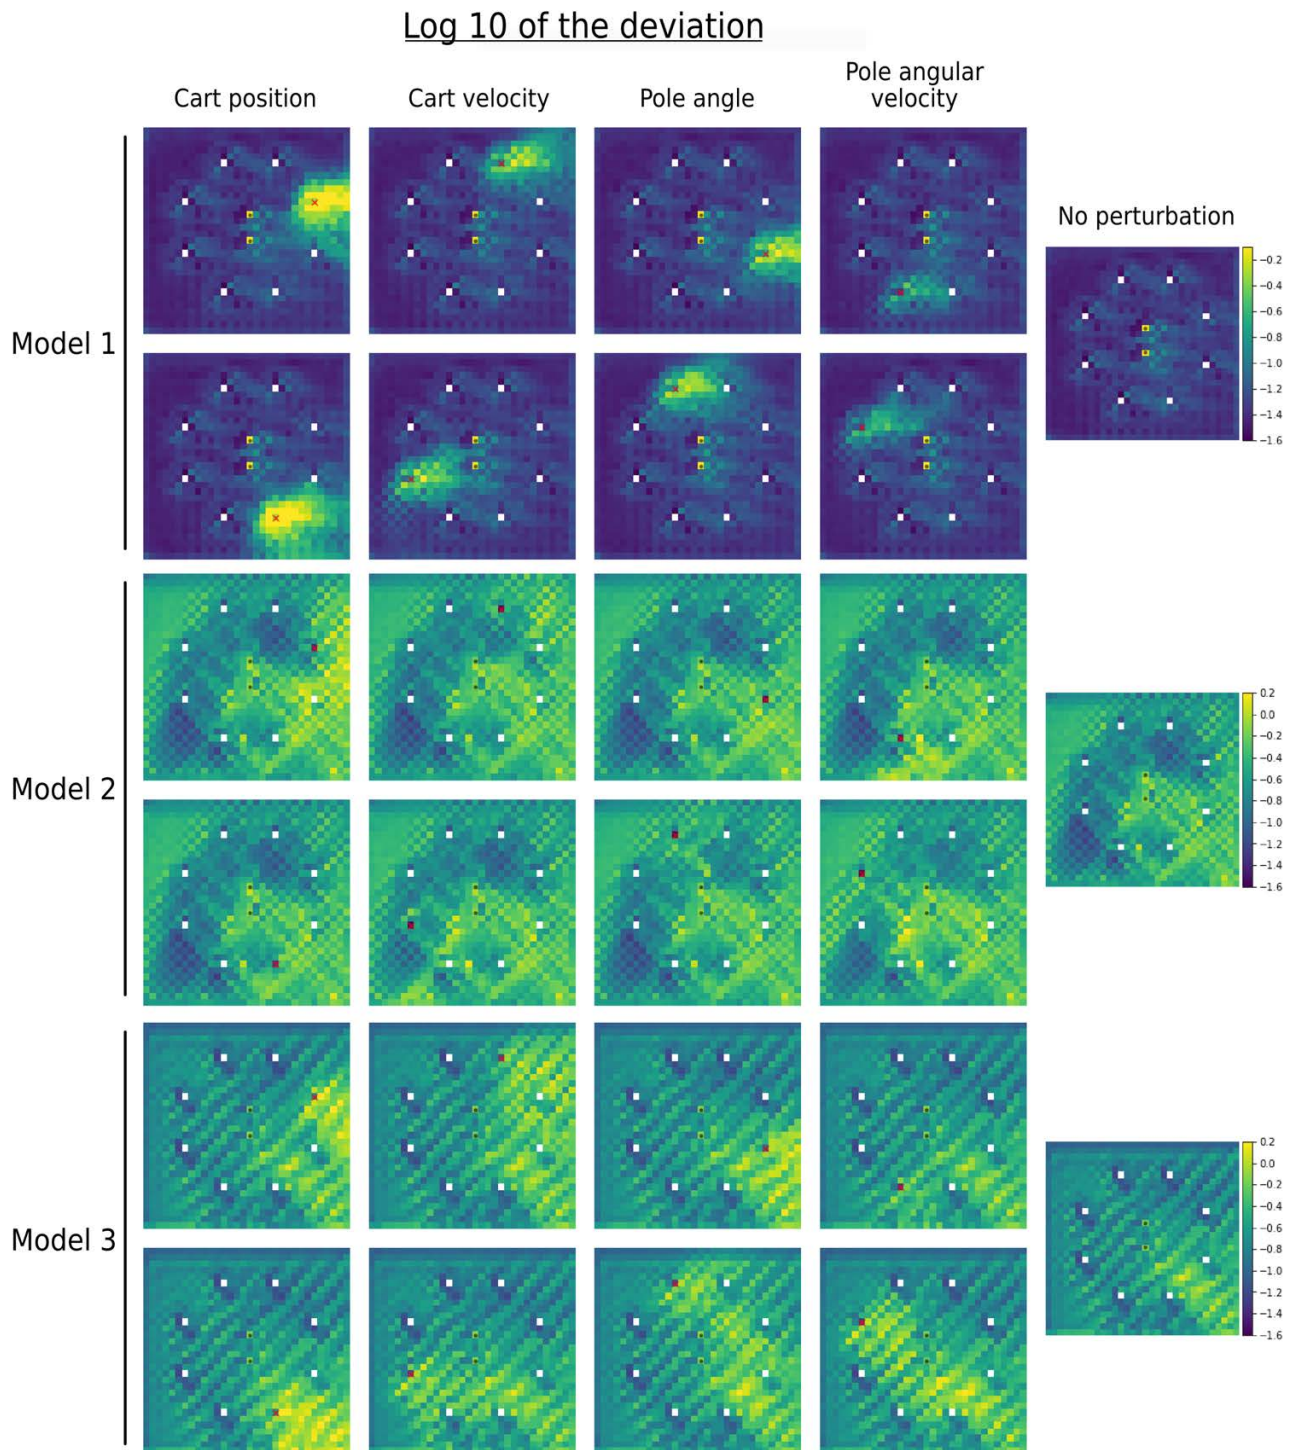 Log 10 of the deviation
Cart position
Cart velocity
Pole angle
Pole angular
velocity
No perturbation
Model 1
−0.2
−0.4
−0.6
−0.8
−1.0
−1.2
−1.4
−1.6
Model 2
0.2
0.0
−0.2
−0.4
−0.6
−0.8
−1.0
−1.2
−1.4
−1.6
Model 3
0.2
0.0
−0.2
−0.4
−0.6
−0.8
−1.0
−1.2
−1.4
−1.6